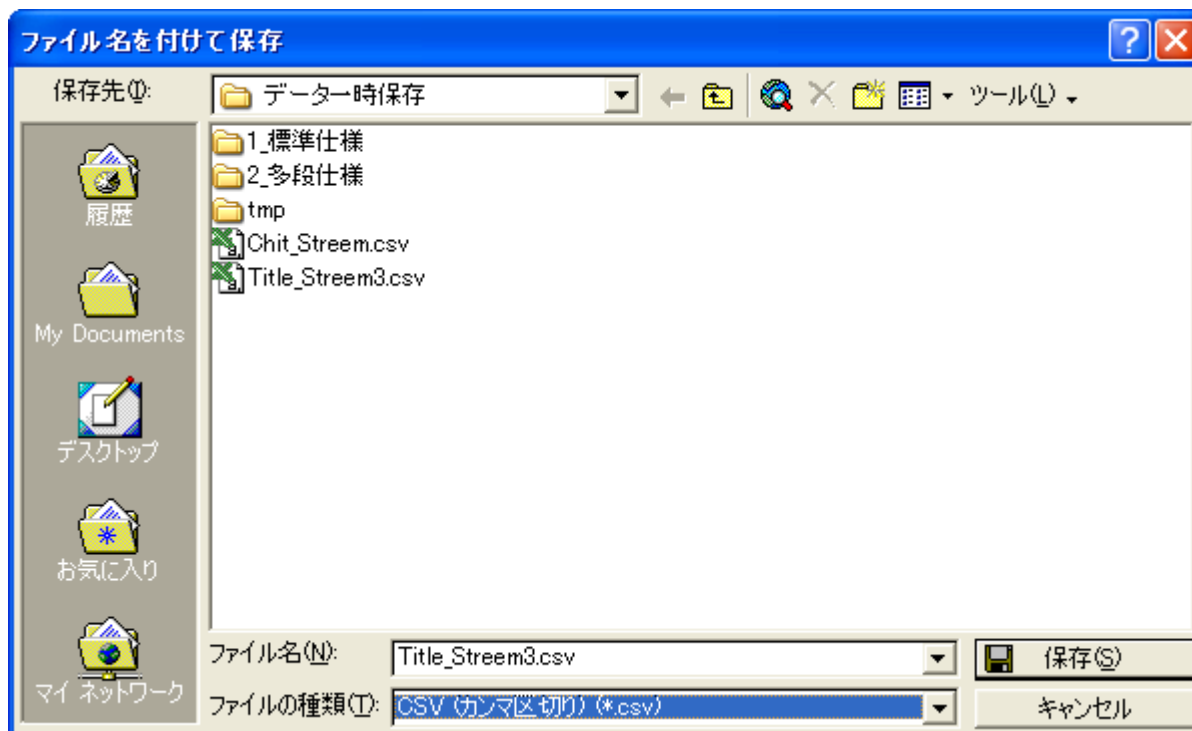 ファイル名を付けて保存
保存先(I): データ一時保存 ツール(L)
履歴
My Documents
デスクトップ
お気に入り
マイ ネットワーク
1_標準仕様
2_多段仕様
tmp
Chit_Streem.csv
Title_Streem3.csv
ファイル名(N): Title_Streem3.csv 保存(S)
ファイルの種類(T): CSV (カンマ区切り) (*.csv) キャンセル